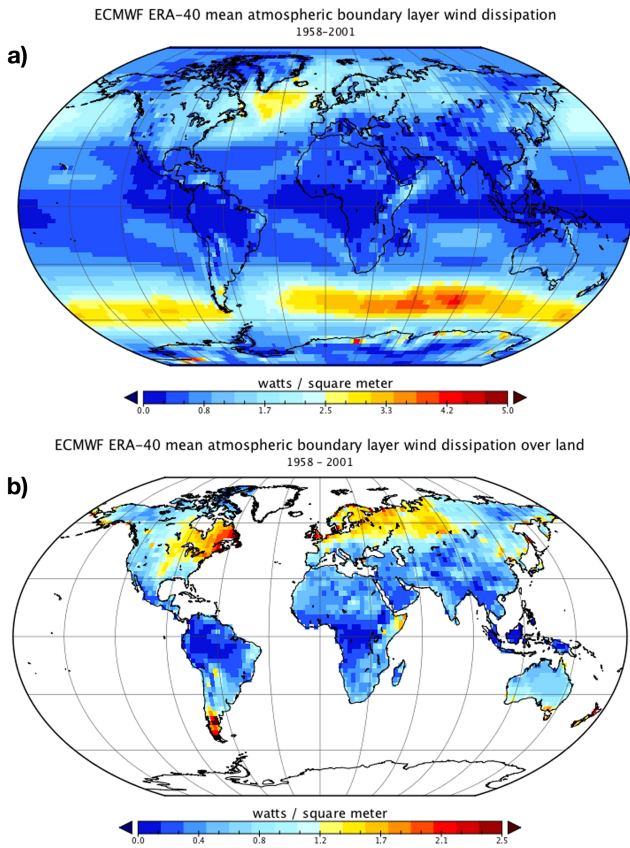 ECMWF ERA-40 mean atmospheric boundary layer wind dissipation
1958-2001
a)
watts / square meter
0.0 0.8 1.7 2.5 3.3 4.2 5.0
ECMWF ERA-40 mean atmospheric boundary layer wind dissipation over land
1958 - 2001
b)
watts / square meter
0.0 0.4 0.8 1.2 1.7 2.1 2.5